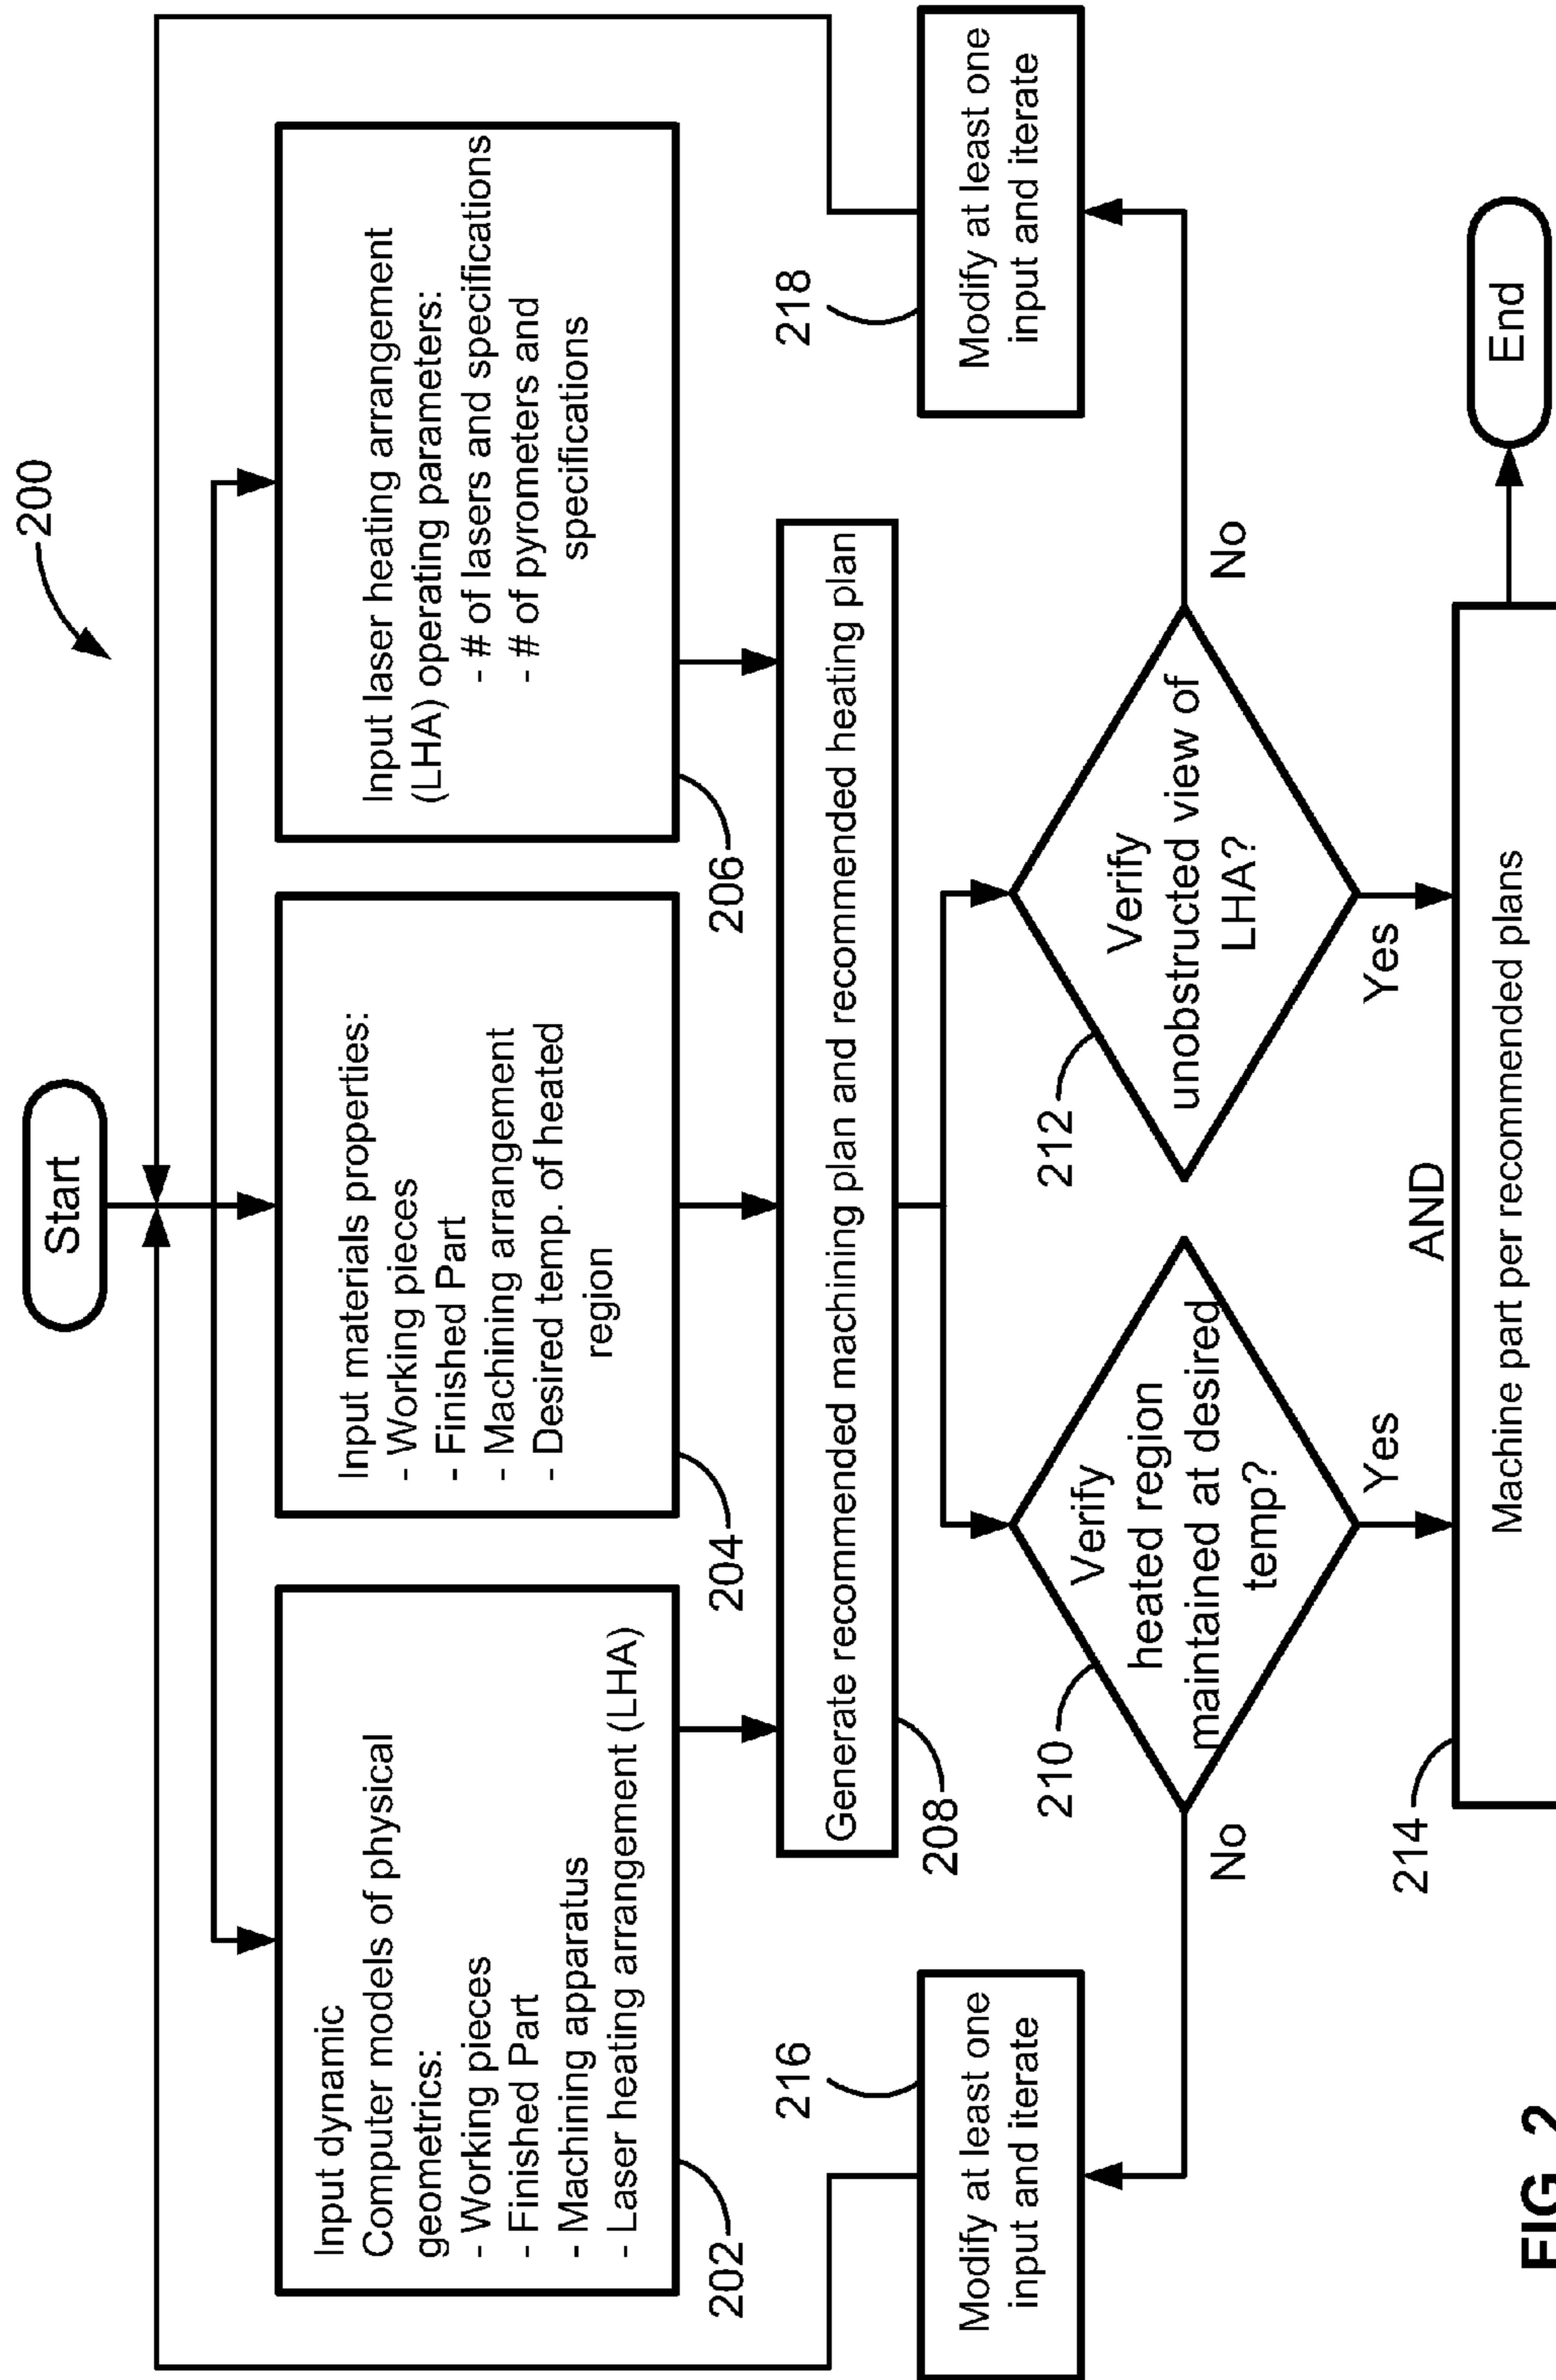 200
Start
Input dynamic
Computer models of physical
geometrics:
- Working pieces
- Finished Part
- Machining apparatus
- Laser heating arrangement (LHA)
202
Input materials properties:
- Working pieces
- Finished Part
- Machining arrangement
- Desired temp. of heated
region
204
Input laser heating arrangement
(LHA) operating parameters:
- # of lasers and specifications
- # of pyrometers and
specifications
206
Generate recommended machining plan and recommended heating plan
208
216
Modify at least one
input and iterate
210
Verify
heated region
maintained at desired
temp?
No
Yes
212
Verify
unobstructed view of
LHA?
No
Yes
218
Modify at least one
input and iterate
AND
214
Machine part per recommended plans
End
FIG. 2